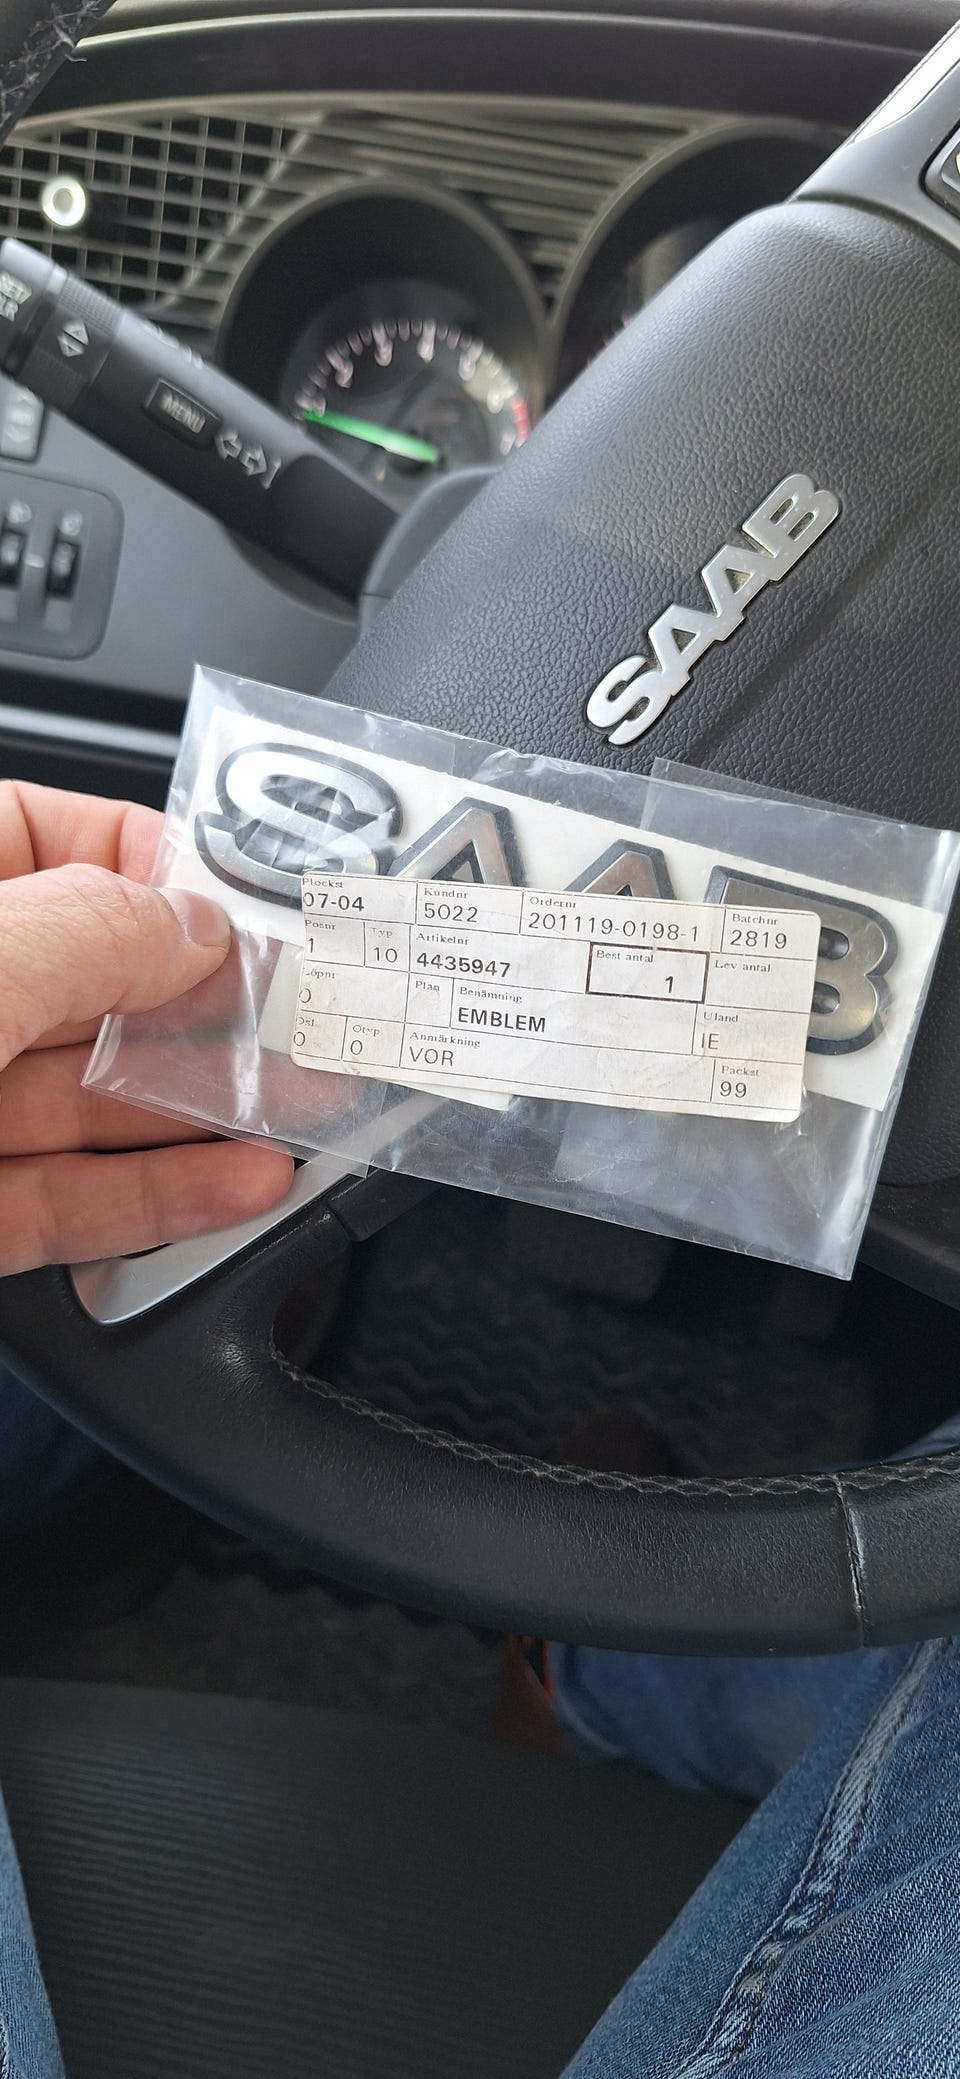 MENU
SAAB
SAAB
Plockst Kundnr Ordernr Batchnr
07-04 5022 201119-0198-1 2819
Posnr Typ Artikelnr Best antal Lev antal
1 10 4435947 1
Löpnr Plan Benämning Uland
0 EMBLEM IE
Otyp Anmärkning Packst
0 0 VOR 99